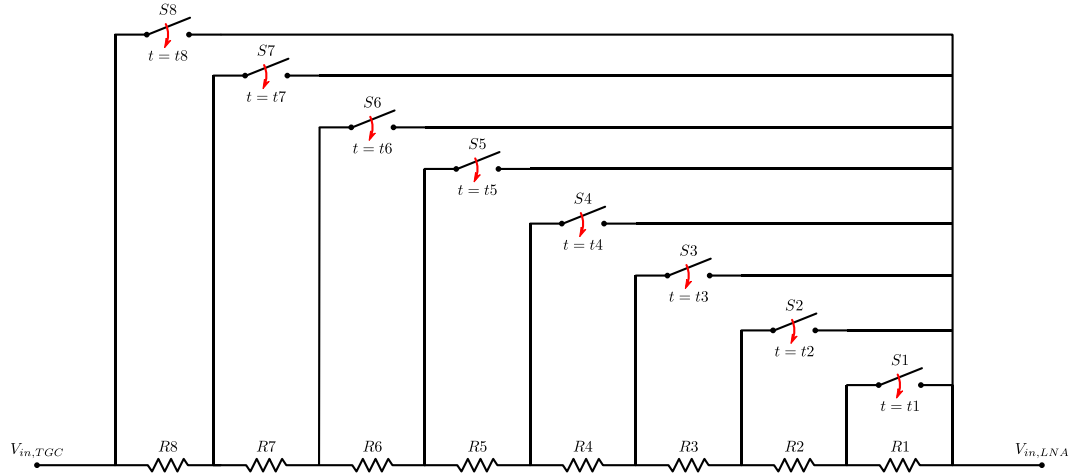 S8
t = t8
S7
t = t7
S6
t = t6
S5
t = t5
S4
t = t4
S3
t = t3
S2
t = t2
S1
t = t1
V_{in,TGC} R8 R7 R6 R5 R4 R3 R2 R1 V_{in,LNA}